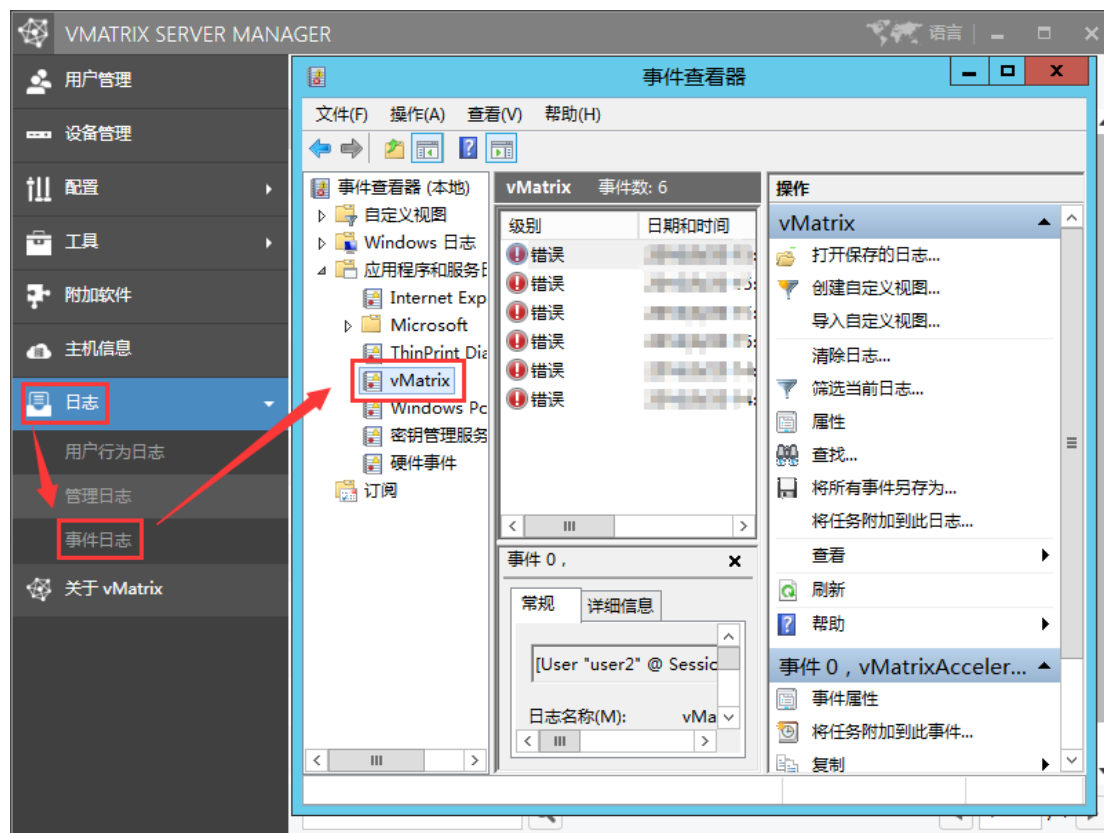 VMATRIX SERVER MANAGER
语言
用户管理
设备管理
配置
工具
附加软件
主机信息
日志
用户行为日志
管理日志
事件日志
关于 vMatrix
事件查看器
文件(F) 操作(A) 查看(V) 帮助(H)
事件查看器 (本地)
自定义视图
Windows 日志
应用程序和服务日
Internet Exp
Microsoft
ThinPrint Dia
vMatrix
Windows Po
密钥管理服务
硬件事件
订阅
vMatrix 事件数: 6
级别 日期和时间
错误
错误
错误
错误
错误
错误
事件 0，
常规 详细信息
[User "user2" @ Sessio
日志名称(M): vMa
操作
vMatrix
打开保存的日志...
创建自定义视图...
导入自定义视图...
清除日志...
筛选当前日志...
属性
查找...
将所有事件另存为...
将任务附加到此日志...
查看
刷新
帮助
事件 0，vMatrixAcceler...
事件属性
将任务附加到此事件...
复制